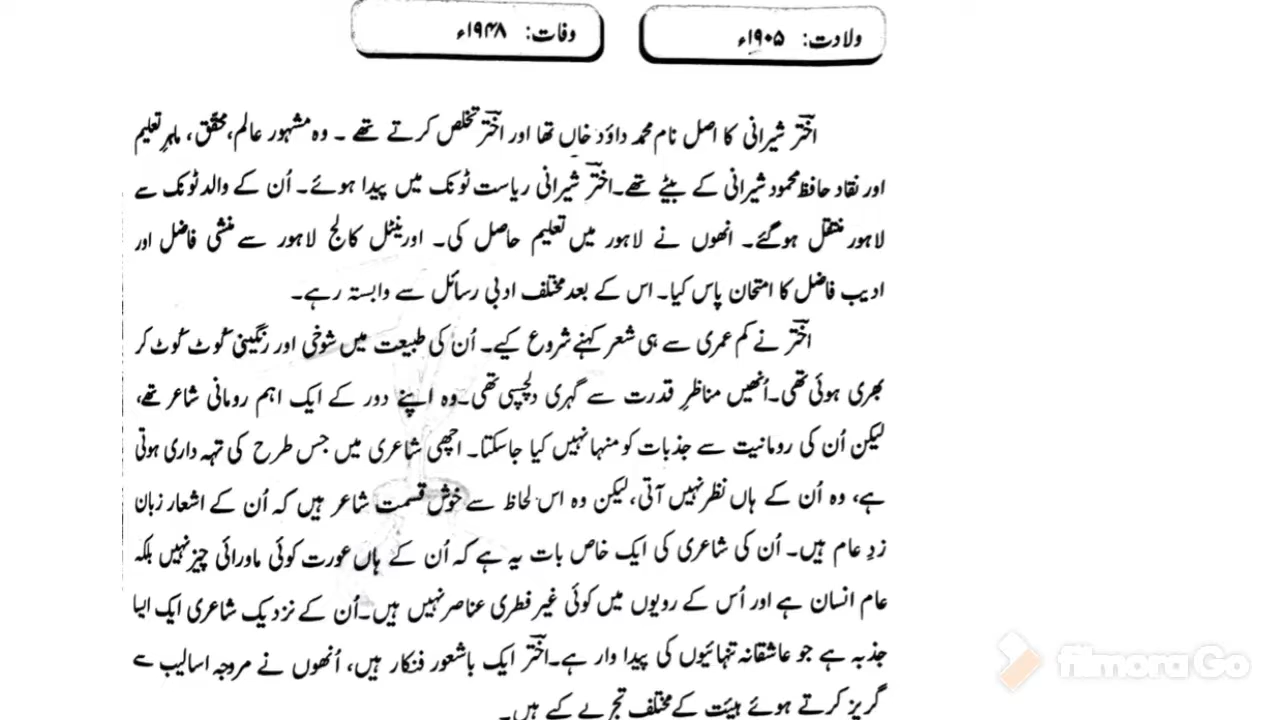 ولادت: ۱۹۰۵ء
وفات: ۱۹۴۸ء
اخترؔ شیرانی کا اصل نام محمد داؤد خاں تھا اور اخترؔ تخلص کرتے تھے ۔ وہ مشہور عالم، محقّق، ماہرِ تعلیم
اور نقاد حافظ محمود شیرانی کے بیٹے تھے۔ اخترؔ شیرانی ریاست ٹونک میں پیدا ہوئے۔ اُن کے والد ٹونک سے
لاہور منتقل ہوگئے۔ انھوں نے لاہور میں تعلیم حاصل کی۔ اورینٹل کالج لاہور سے منشی فاضل اور
ادیب فاضل کا امتحان پاس کیا۔ اس کے بعد مختلف ادبی رسائل سے وابستہ رہے۔
اخترؔ نے کم عمری سے ہی شعر کہنے شروع کیے۔ اُن کی طبیعت میں شوخی اور رنگینی کُوٹ کُوٹ کر
بھری ہوئی تھی۔ اُنھیں مناظرِ قدرت سے گہری دلچسپی تھی۔ وہ اپنے دور کے ایک اہم رومانی شاعر تھے،
لیکن اُن کی رومانیت سے جذبات کو منہا نہیں کیا جاسکتا۔ اچھی شاعری میں جس طرح کی تہہ داری ہوتی
ہے، وہ اُن کے ہاں نظر نہیں آتی، لیکن وہ اس لحاظ سے خوش قسمت شاعر ہیں کہ اُن کے اشعار زبان
زدِ عام ہیں۔ اُن کی شاعری کی ایک خاص بات یہ ہے کہ اُن کے ہاں عورت کوئی ماورائی چیز نہیں بلکہ
عام انسان ہے اور اُس کے رویوں میں کوئی غیر فطری عناصر نہیں ہیں۔ اُن کے نزدیک شاعری ایک ایسا
جذبہ ہے جو عاشقانہ تنہائیوں کی پیدا وار ہے۔ اخترؔ ایک باشعور فنکار ہیں، اُنھوں نے مروجہ اسالیب سے
گریز کرتے ہوئے ہیئت کے مختلف تجربے کیے ہیں۔
filmora Go